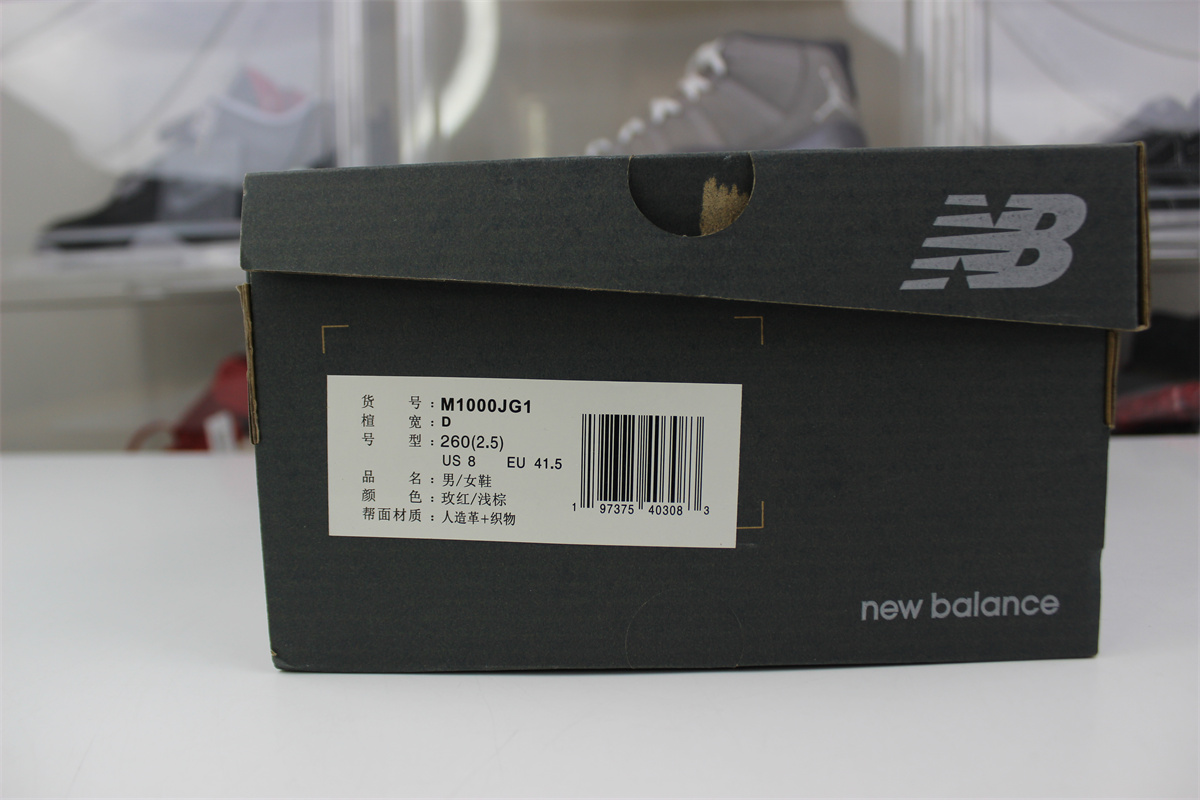 NB
货 号：M1000JG1
楦 宽：D
号 型：260(2.5)
US 8 EU 41.5
品 名：男/女鞋
颜 色：玫红/浅棕
帮面材质：人造革+织物
1 97375 40308 3
new balance